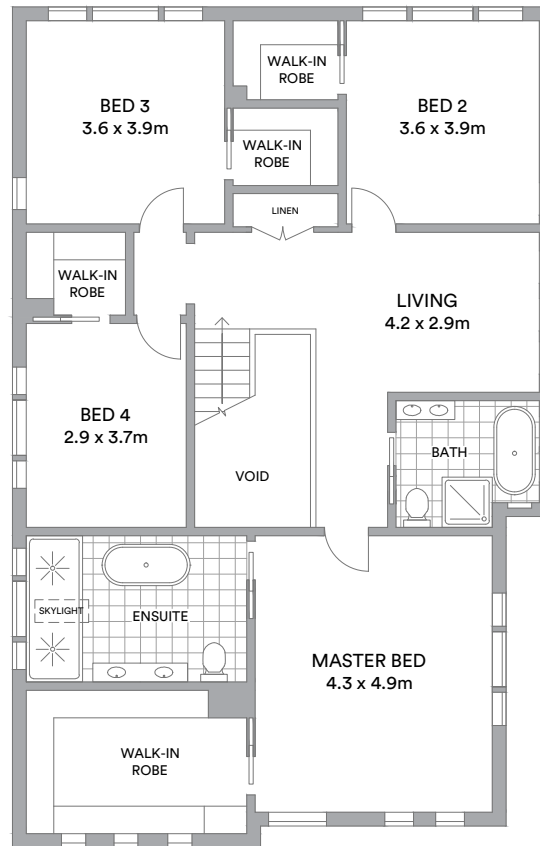 WALK-IN
ROBE
BED 3
3.6 x 3.9m
BED 2
3.6 x 3.9m
WALK-IN
ROBE
LINEN
WALK-IN
ROBE
LIVING
4.2 x 2.9m
BED 4
2.9 x 3.7m
BATH
VOID
SKYLIGHT
ENSUITE
MASTER BED
4.3 x 4.9m
WALK-IN
ROBE